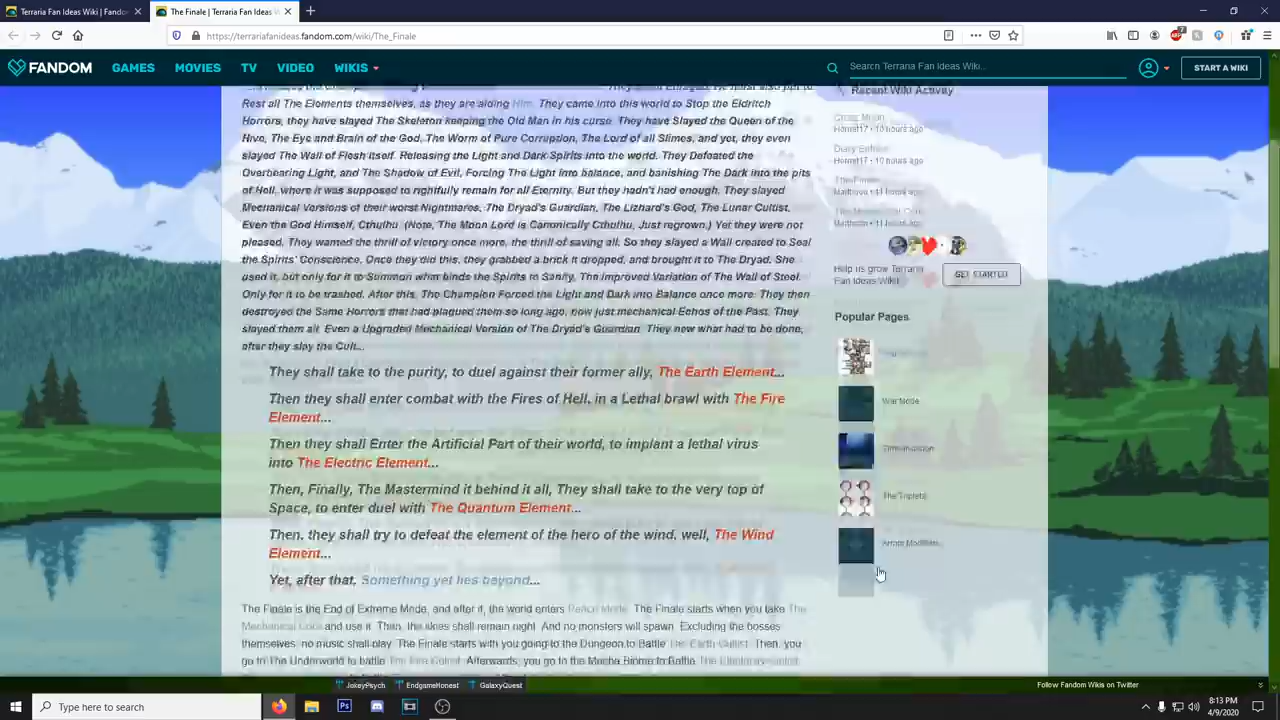 Terraria Fan Ideas Wiki | Fandom
The Finale | Terraria Fan Ideas W
https://terrariafanideas.fandom.com/wiki/The_Finale
FANDOM
GAMES
MOVIES
TV
VIDEO
WIKIS
Search Terraria Fan Ideas Wiki...
START A WIKI
Rest all The Elements themselves, as they are aiding Him. They came into this world to Stop the Eldritch
Horrors, they have slayed The Skeleton keeping the Old Man in his curse. They have Slayed the Queen of the
Hive, The Eye and Brain of the God, The Worm of Pure Corruption, The Lord of all Slimes, and yet, they even
slayed The Wall of Flesh itself. Releasing the Light and Dark Spirits into the world. They Defeated the
Overbearing Light, and The Shadow of Evil, Forcing The Light into balance, and banishing The Dark into the pits
of Hell, where it was supposed to rightfully remain for all Eternity. But they hadn't had enough. They slayed
Mechanical Versions of their worst Nightmares, The Dryad's Guardian, The Lizhard's God, The Lunar Cultist,
Even the God Himself, Cthulhu (Note, The Moon Lord is Canonically Cthulhu, Just regrown.) Yet they were not
pleased. They wanted the thrill of victory once more, the thrill of saving all. So they slayed a Wall created to Seal
the Spirits' Conscience. Once they did this, they grabbed a brick it dropped, and brought it to The Dryad. She
used it, but only for it to Summon what binds the Spirits to Sanity. The improved Variation of The Wall of Steel.
Only for it to be trashed. After this, The Champion Forced the Light and Dark into Balance once more. They then
destroyed the Same Horrors that had plagued them so long ago, now just mechanical Echos of the Past. They
slayed them all. Even a Upgraded Mechanical Version of The Dryad's Guardian. They new what had to be done,
after they slay the Cult...
They shall take to the purity, to duel against their former ally, The Earth Element...
Then they shall enter combat with the Fires of Hell, in a Lethal brawl with The Fire
Element...
Then they shall Enter the Artificial Part of their world, to implant a lethal virus
into The Electric Element...
Then, Finally, The Mastermind it behind it all, They shall take to the very top of
Space, to enter duel with The Quantum Element...
Then, they shall try to defeat the element of the hero of the wind, well, The Wind
Element...
Yet, after that, Something yet lies beyond...
The Finale is the End of Extreme Mode, and after it, the world enters Rance Mode. The Finale starts when you take The
Mechanical and use it. Then, the skies shall remain night. And no monsters will spawn. Excluding the bosses
themselves, no music shall play. The Finale starts with you going to the Dungeon to Battle The Earth Cultist. Then, you
go to The Underworld to battle The Fire Cultist. Afterwards, you go to the Mecha Biome to Battle
Recent Wiki Activity
10 hours ago
Diary Entries
10 hours ago
The Finale
11 hours ago
11 hours ago
Help us grow Terraria
Fan Ideas Wiki!
GET STARTED
Popular Pages
War Mode
The Triplets
JokeyPsych
EndgameHonest
GalaxyQuest
Follow Fandom Wikis on Twitter
Type here to search
8:13 PM
4/9/2020